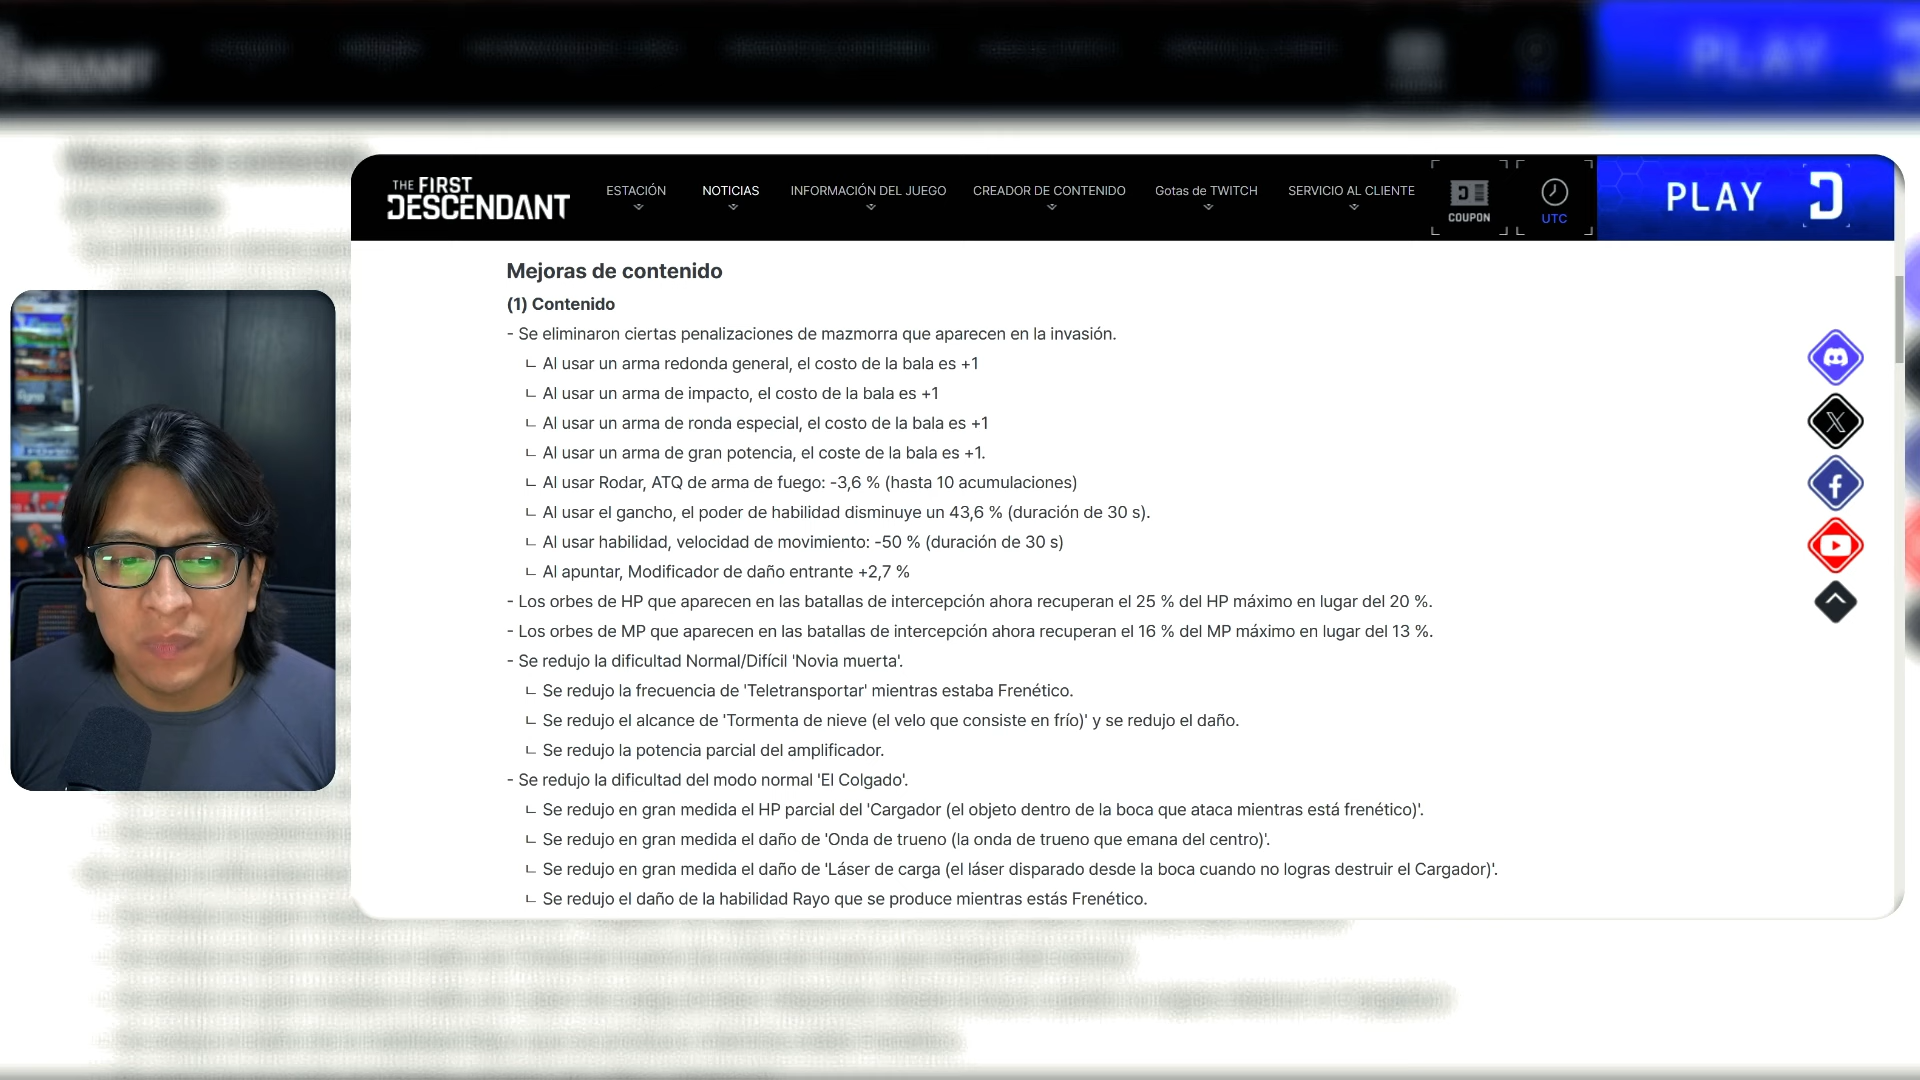 THE FIRST
DESCENDANT
ESTACIÓN
NOTICIAS
INFORMACIÓN DEL JUEGO
CREADOR DE CONTENIDO
Gotas de TWITCH
SERVICIO AL CLIENTE
COUPON
UTC
PLAY
Mejoras de contenido
(1) Contenido
- Se eliminaron ciertas penalizaciones de mazmorra que aparecen en la invasión.
ㄴ Al usar un arma redonda general, el costo de la bala es +1
ㄴ Al usar un arma de impacto, el costo de la bala es +1
ㄴ Al usar un arma de ronda especial, el costo de la bala es +1
ㄴ Al usar un arma de gran potencia, el coste de la bala es +1.
ㄴ Al usar Rodar, ATQ de arma de fuego: -3,6 % (hasta 10 acumulaciones)
ㄴ Al usar el gancho, el poder de habilidad disminuye un 43,6 % (duración de 30 s).
ㄴ Al usar habilidad, velocidad de movimiento: -50 % (duración de 30 s)
ㄴ Al apuntar, Modificador de daño entrante +2,7 %
- Los orbes de HP que aparecen en las batallas de intercepción ahora recuperan el 25 % del HP máximo en lugar del 20 %.
- Los orbes de MP que aparecen en las batallas de intercepción ahora recuperan el 16 % del MP máximo en lugar del 13 %.
- Se redujo la dificultad Normal/Difícil 'Novia muerta'.
ㄴ Se redujo la frecuencia de 'Teletransportar' mientras estaba Frenético.
ㄴ Se redujo el alcance de 'Tormenta de nieve (el velo que consiste en frío)' y se redujo el daño.
ㄴ Se redujo la potencia parcial del amplificador.
- Se redujo la dificultad del modo normal 'El Colgado'.
ㄴ Se redujo en gran medida el HP parcial del 'Cargador (el objeto dentro de la boca que ataca mientras está frenético)'.
ㄴ Se redujo en gran medida el daño de 'Onda de trueno (la onda de trueno que emana del centro)'.
ㄴ Se redujo en gran medida el daño de 'Láser de carga (el láser disparado desde la boca cuando no logras destruir el Cargador)'.
ㄴ Se redujo el daño de la habilidad Rayo que se produce mientras estás Frenético.